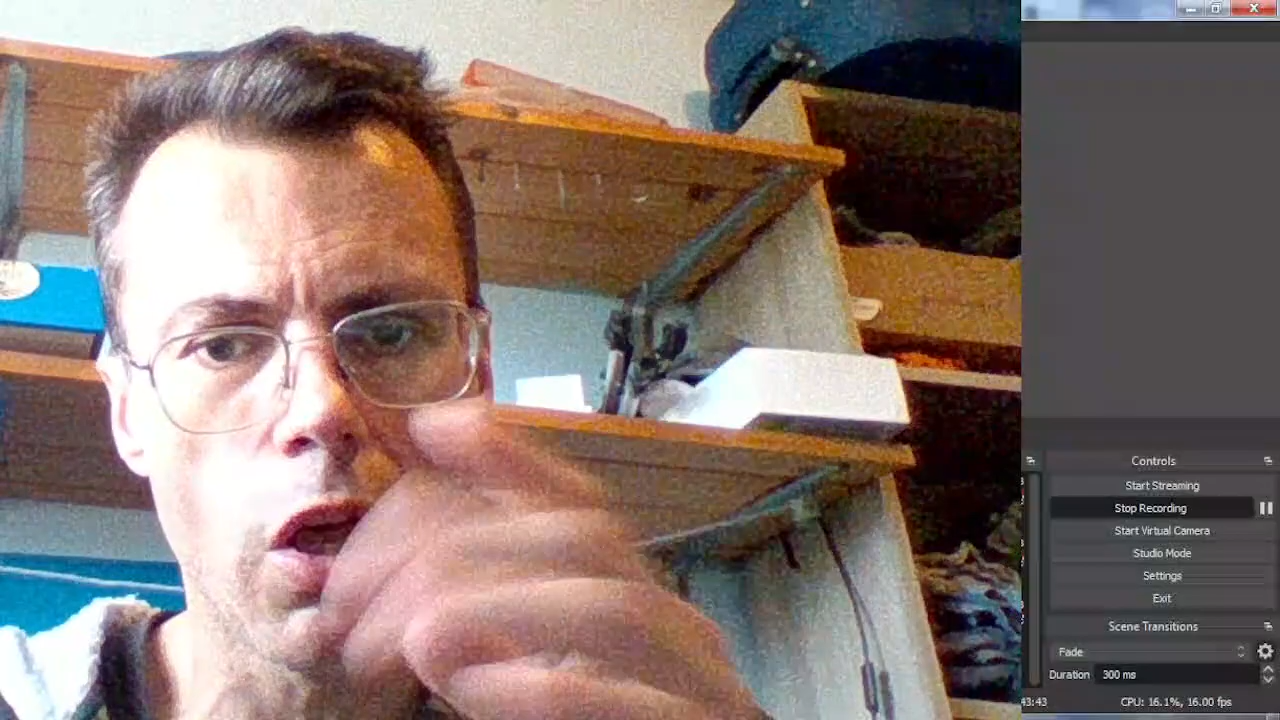 Controls
Start Streaming
Stop Recording
Start Virtual Camera
Studio Mode
Settings
Exit
Scene Transitions
Fade
Duration 300 ms
43:43 CPU: 16.1%, 16.00 fps